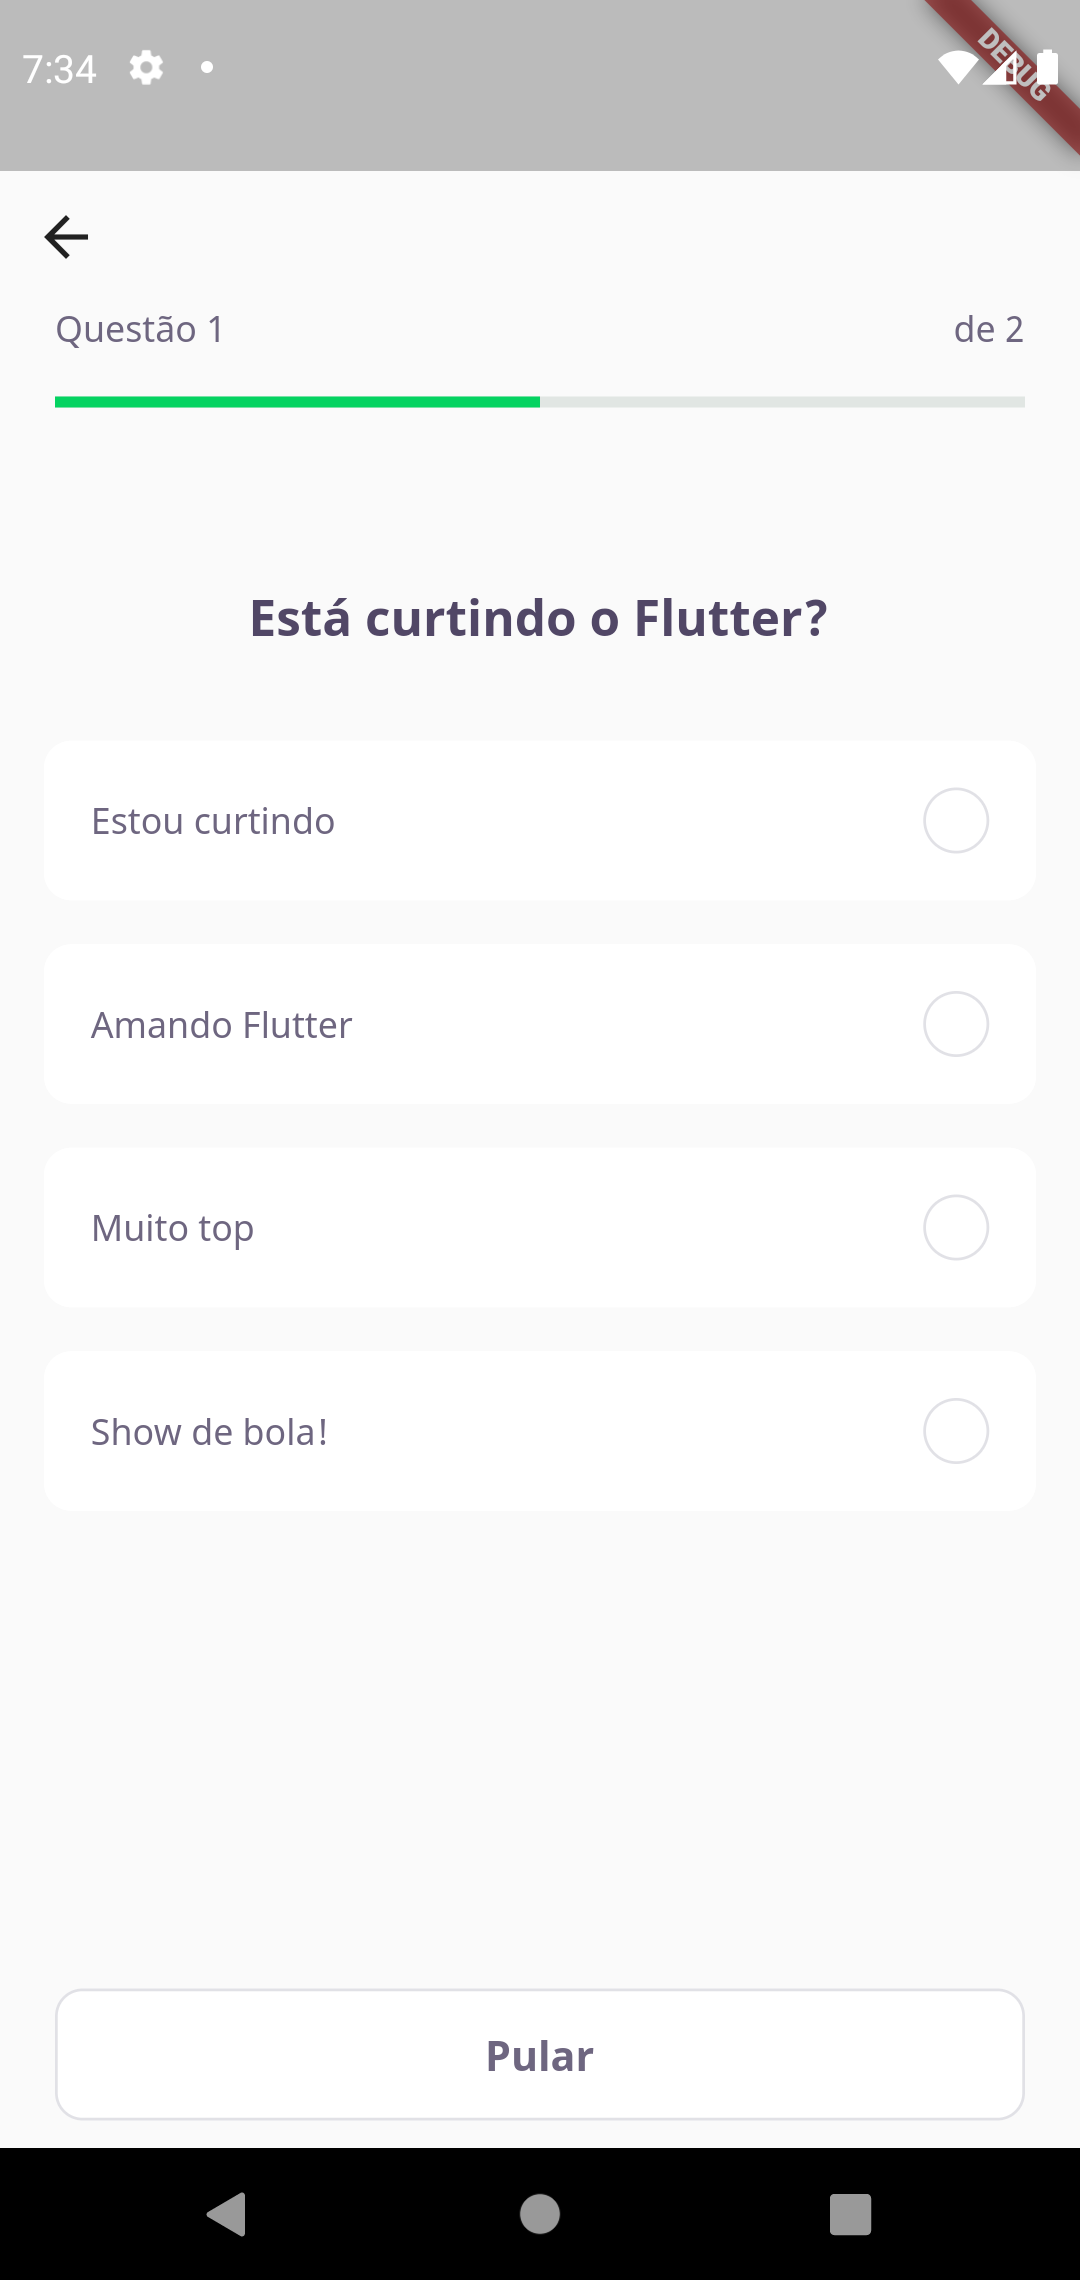 7:34
DEBUG
Questão 1
de 2
Está curtindo o Flutter?
Estou curtindo
Amando Flutter
Muito top
Show de bola!
Pular